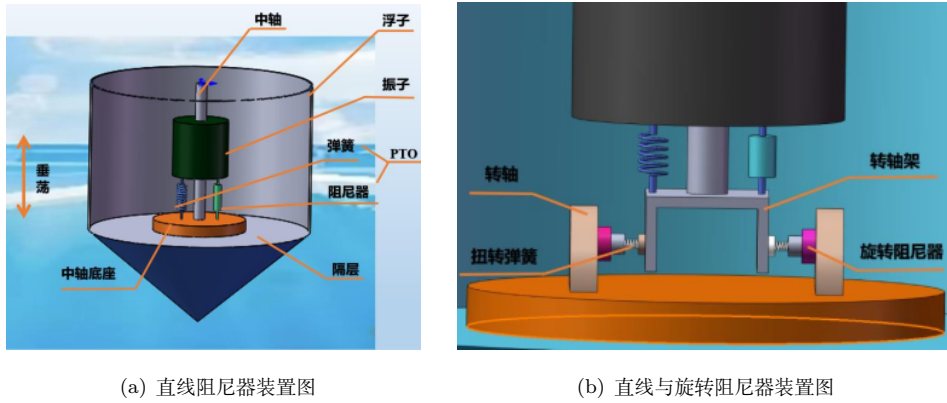 中轴
浮子
振子
弹簧
PTO
阻尼器
垂荡
中轴底座
隔层
(a) 直线阻尼器装置图
转轴
转轴架
扭转弹簧
旋转阻尼器
(b) 直线与旋转阻尼器装置图